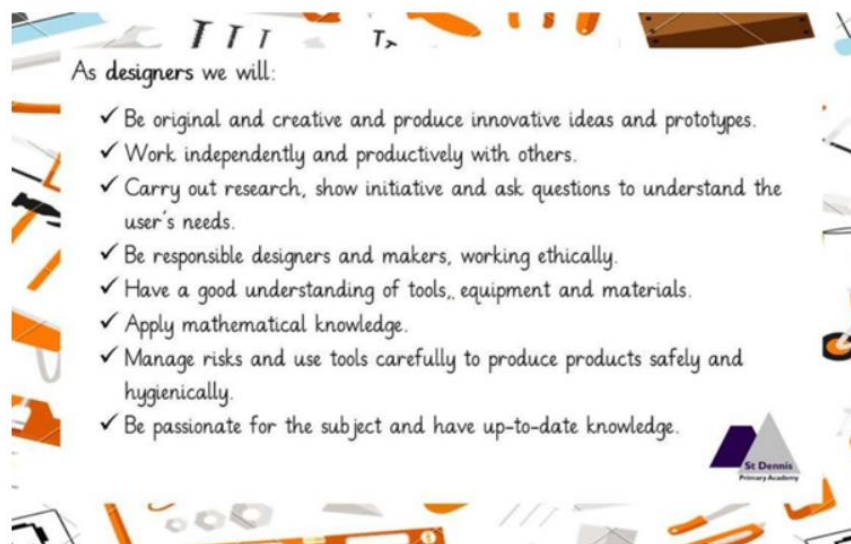 As designers we will:
✓ Be original and creative and produce innovative ideas and prototypes.
✓ Work independently and productively with others.
✓ Carry out research, show initiative and ask questions to understand the
user's needs.
✓ Be responsible designers and makers, working ethically.
✓ Have a good understanding of tools,. equipment and materials.
✓ Apply mathematical knowledge.
✓ Manage risks and use tools carefully to produce products safely and
hygienically.
✓ Be passionate for the subject and have up-to-date knowledge.
St Dennis
Primary Academy